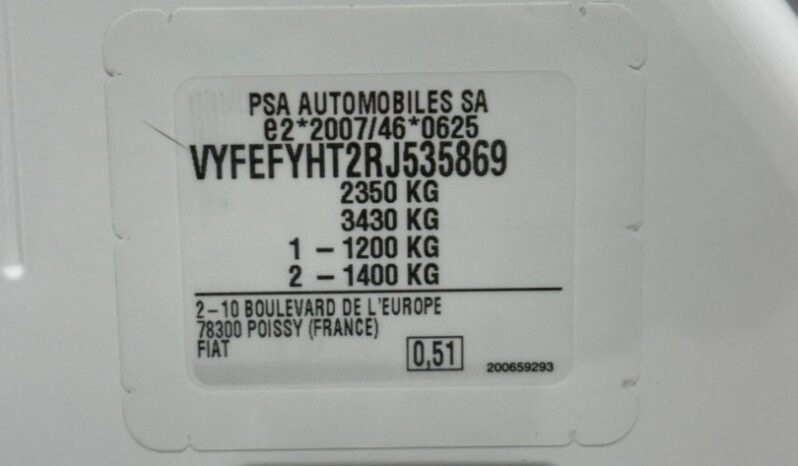 PSA AUTOMOBILES SA
e2*2007/46*0625
VYFEFYHT2RJ535869
2350 KG
3430 KG
1 - 1200 KG
2 - 1400 KG
2-10 BOULEVARD DE L'EUROPE
78300 POISSY (FRANCE)
FIAT
0,51
200659293